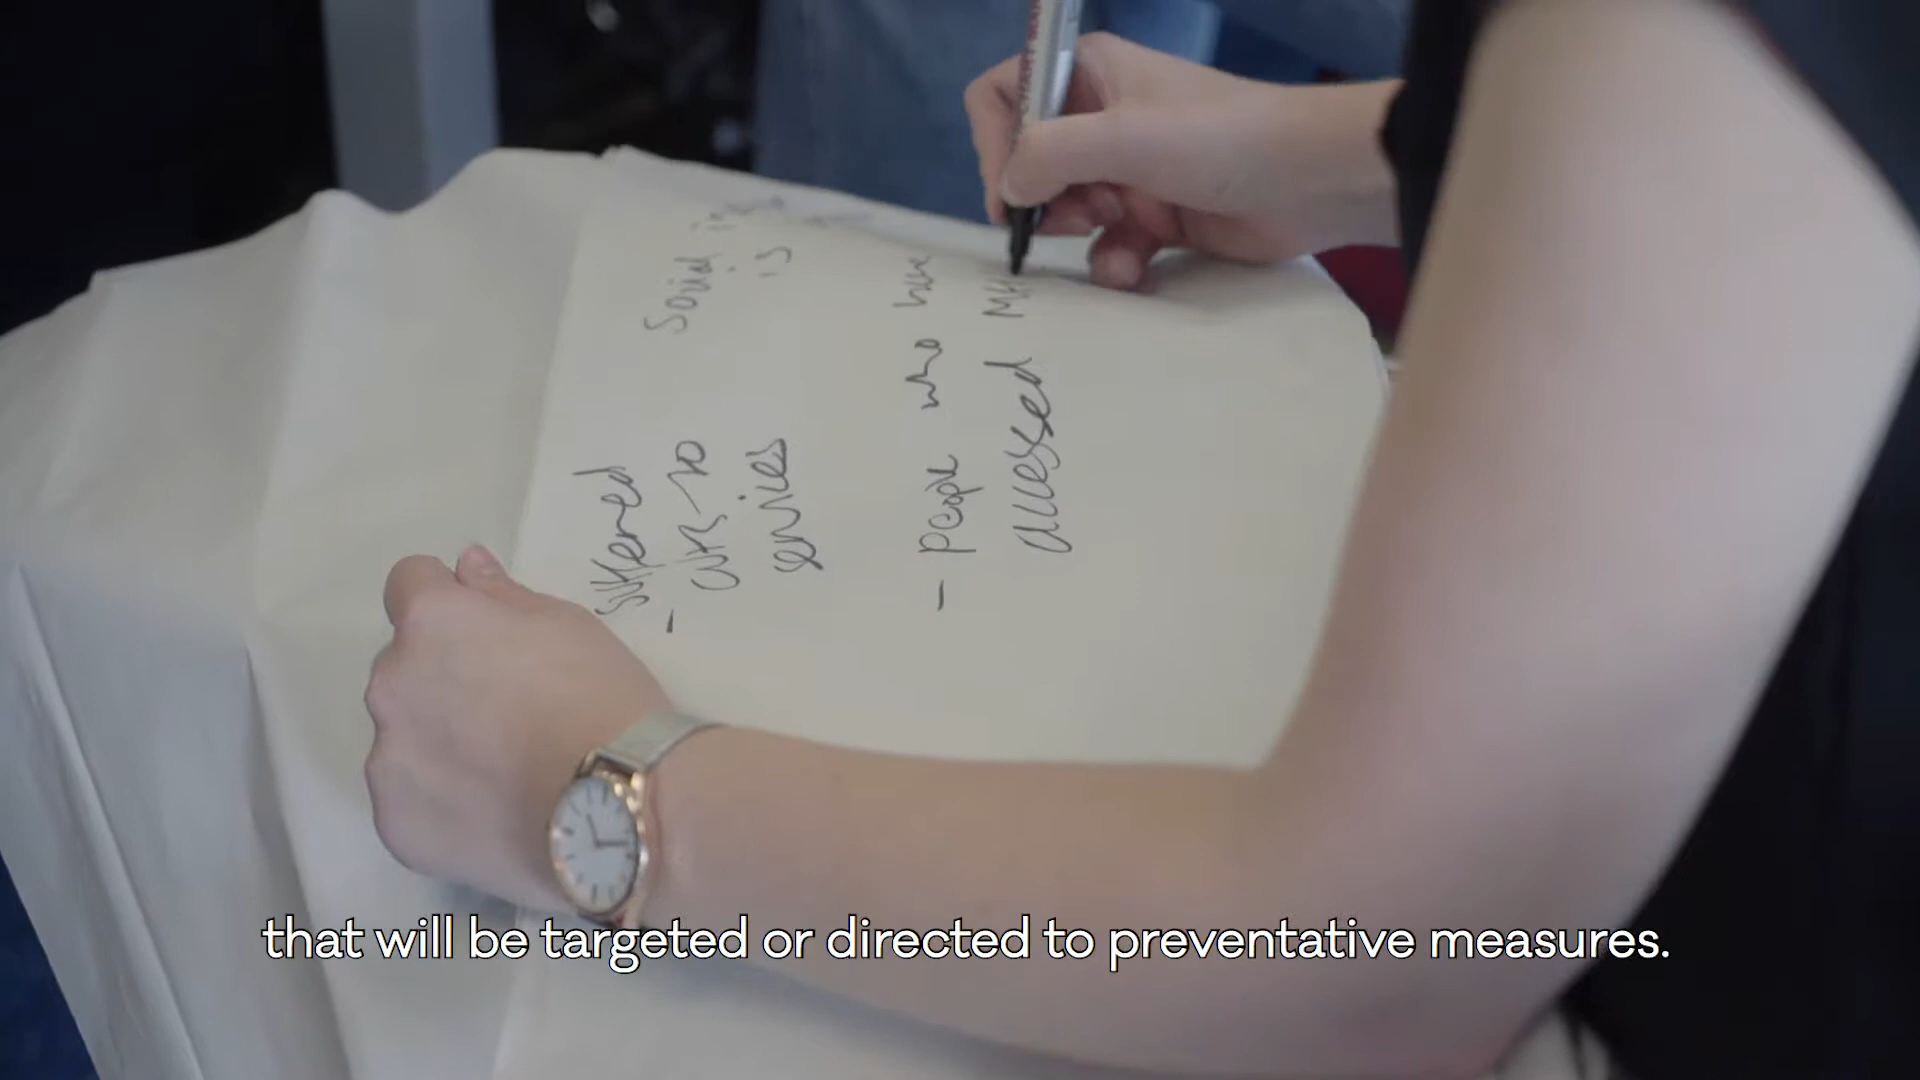 social
is
suffered
- cuts to
services
- people who have
accessed MH
that will be targeted or directed to preventative measures.